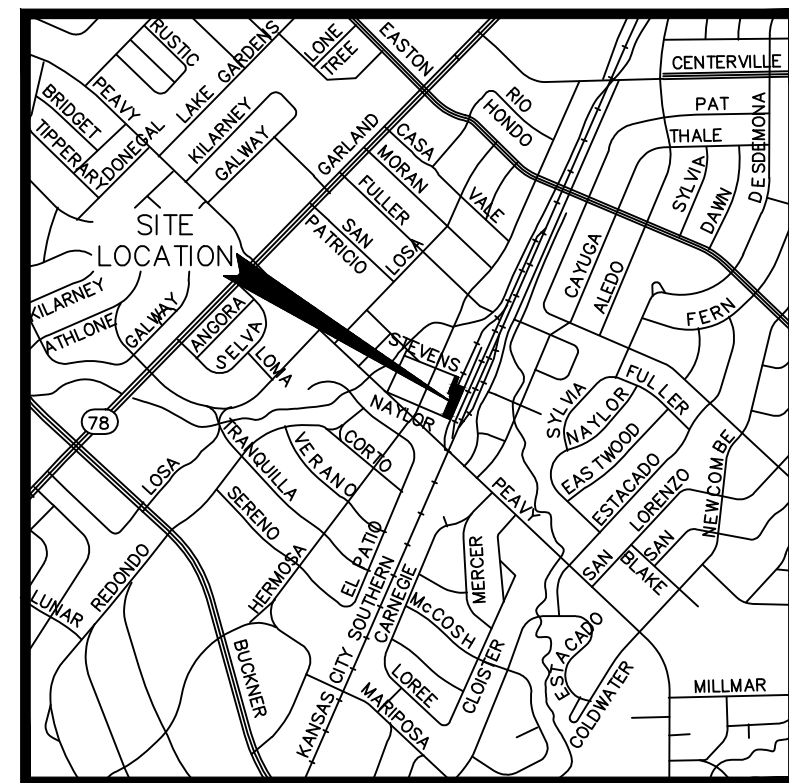 RUSTIC
LONE
TREE
EASTON
CENTERVILLE
PEAVY
BRIDGET
TIPPERARY
DONEGAL
LAKE GARDENS
KILARNEY
GALWAY
GARLAND
CASA
MORAN
FULLER
RIO
HONDO
VALE
PAT
THALE
SYLVIA
DAWN
DESDEMONA
SITE
LOCATION
SAN
PATRICIO
LOSA
CAYUGA
ALEDO
FERN
KILARNEY
ATHLONE
GALWAY
ANGORA
SELVA
LOMA
STEVENS
NAYLOR
SYLVIA
NAYLOR
FULLER
78
TRANQUILLA
VERANO
CORTO
EASTWOOD
ESTACADO
SAN LORENZO
NEWCOMBE
LOSA
SERENO
PEAVY
SAN
BLAKE
LUNAR
REDONDO
HERMOSA
EL PATIO
MERCER
McCOSH
CARNEGIE
KANSAS CITY SOUTHERN
BUCKNER
LOREE
MARIPOSA
CLOISTER
ESTACADO
COLDWATER
MILLMAR